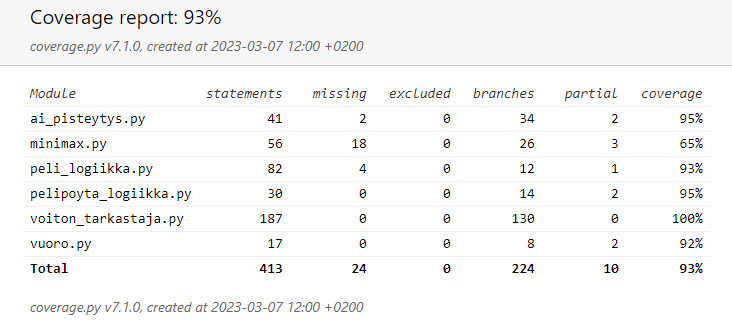 Coverage report: 93%
coverage.py v7.1.0, created at 2023-03-07 12:00 +0200
Module statements missing excluded branches partial coverage
ai_pisteytys.py 41 2 0 34 2 95%
minimax.py 56 18 0 26 3 65%
peli_logiikka.py 82 4 0 12 1 93%
pelipoyta_logiikka.py 30 0 0 14 2 95%
voiton_tarkastaja.py 187 0 0 130 0 100%
vuoro.py 17 0 0 8 2 92%
Total 413 24 0 224 10 93%
coverage.py v7.1.0, created at 2023-03-07 12:00 +0200